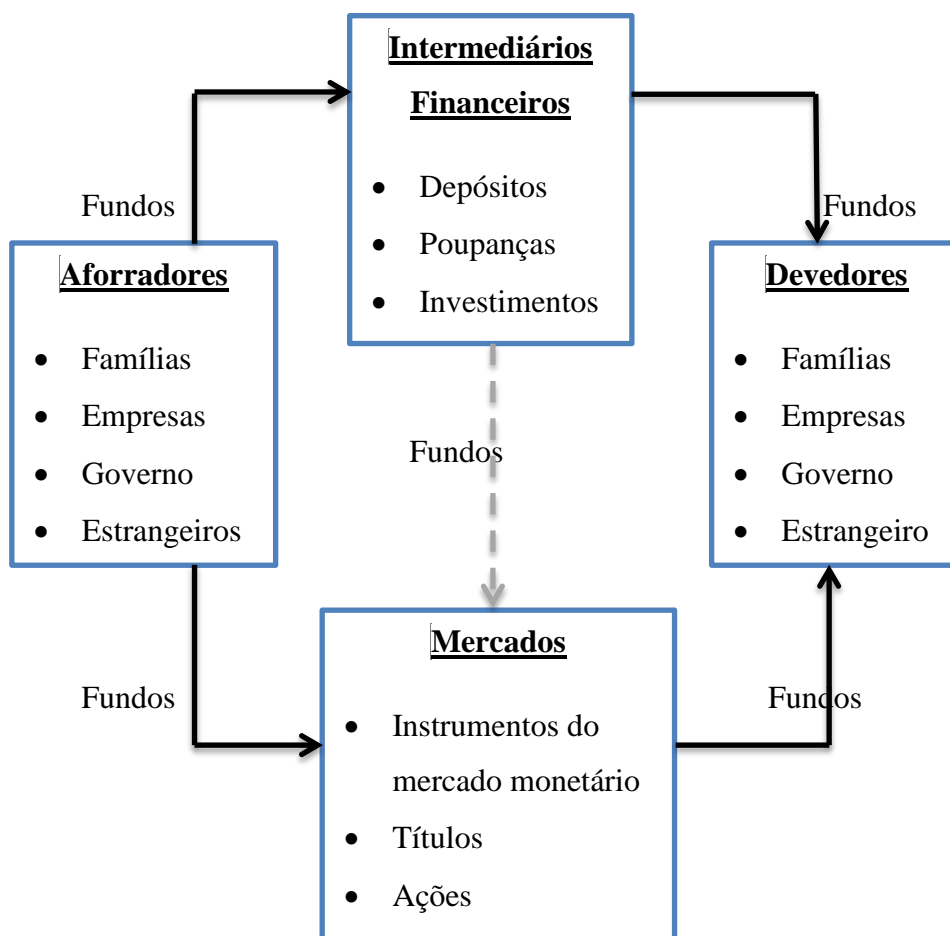 Intermediários
Financeiros
• Depósitos
• Poupanças
• Investimentos
Fundos
Fundos
Aforradores
• Famílias
• Empresas
• Governo
• Estrangeiros
Devedores
• Famílias
• Empresas
• Governo
• Estrangeiro
Fundos
Mercados
• Instrumentos do
mercado monetário
• Títulos
• Ações
Fundos
Fundos